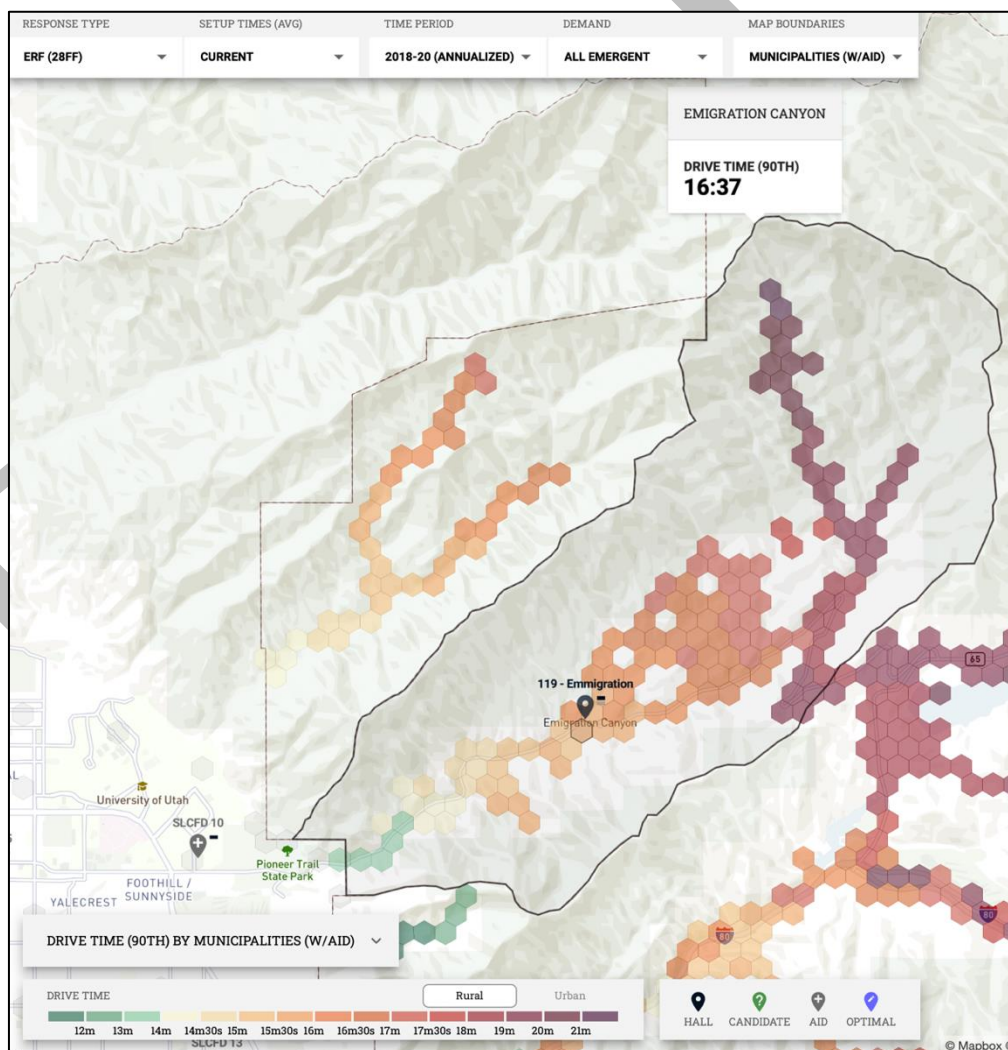 RESPONSE TYPE SETUP TIMES (AVG) TIME PERIOD DEMAND MAP BOUNDARIES
ERF (28FF) CURRENT 2018-20 (ANNUALIZED) ALL EMERGENT MUNICIPALITIES (W/AID)
EMIGRATION CANYON
DRIVE TIME (90TH)
16:37
65
119 - Emmigration
Emigration Canyon
AL
University of Utah
SLCFD 10
Pioneer Trail
State Park
FOOTHILL /
SUNNYSIDE
YALECREST
80
80
DRIVE TIME (90TH) BY MUNICIPALITIES (W/AID)
DRIVE TIME Rural Urban
12m 13m 14m 14m30s 15m 15m30s 16m 16m30s 17m 17m30s 18m 19m 20m 21m
HALL CANDIDATE AID OPTIMAL
SLCFD 13
© Mapbox